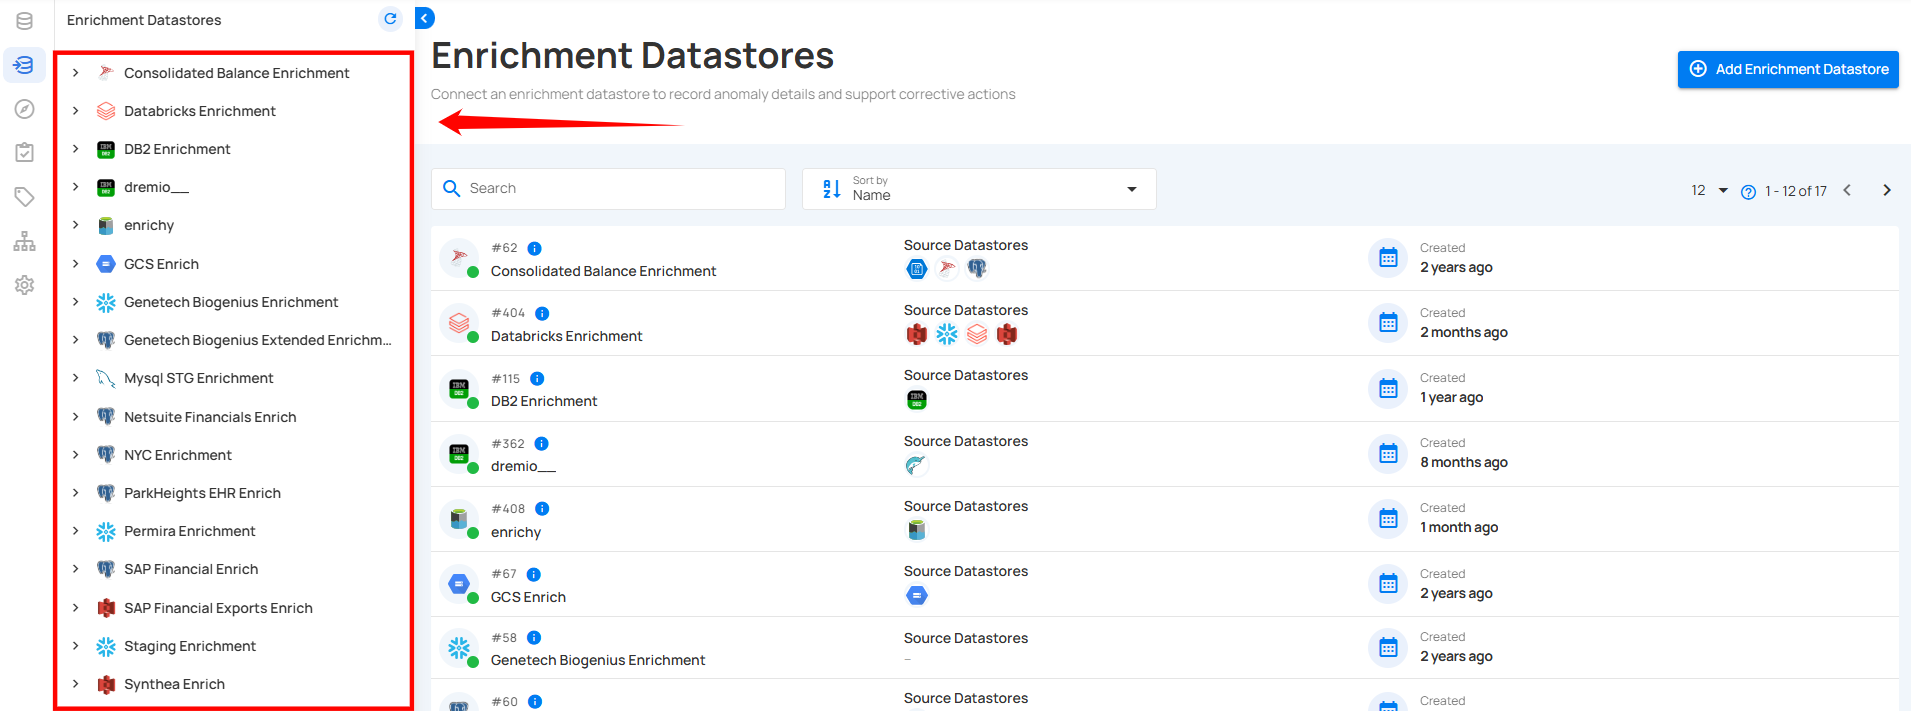 Enrichment Datastores
Consolidated Balance Enrichment
Databricks Enrichment
DB2 Enrichment
dremio__
enrichy
GCS Enrich
Genetech Biogenius Enrichment
Genetech Biogenius Extended Enrichm...
Mysql STG Enrichment
Netsuite Financials Enrich
NYC Enrichment
ParkHeights EHR Enrich
Permira Enrichment
SAP Financial Enrich
SAP Financial Exports Enrich
Staging Enrichment
Synthea Enrich
Enrichment Datastores
Connect an enrichment datastore to record anomaly details and support corrective actions
Add Enrichment Datastore
Search
Sort by
Name
12
1 - 12 of 17
#62
Consolidated Balance Enrichment
Source Datastores
Created
2 years ago
#404
Databricks Enrichment
Source Datastores
Created
2 months ago
#115
DB2 Enrichment
Source Datastores
Created
1 year ago
#362
dremio__
Source Datastores
Created
8 months ago
#408
enrichy
Source Datastores
Created
1 month ago
#67
GCS Enrich
Source Datastores
Created
2 years ago
#58
Genetech Biogenius Enrichment
Source Datastores
–
Created
2 years ago
#60
Source Datastores
Created